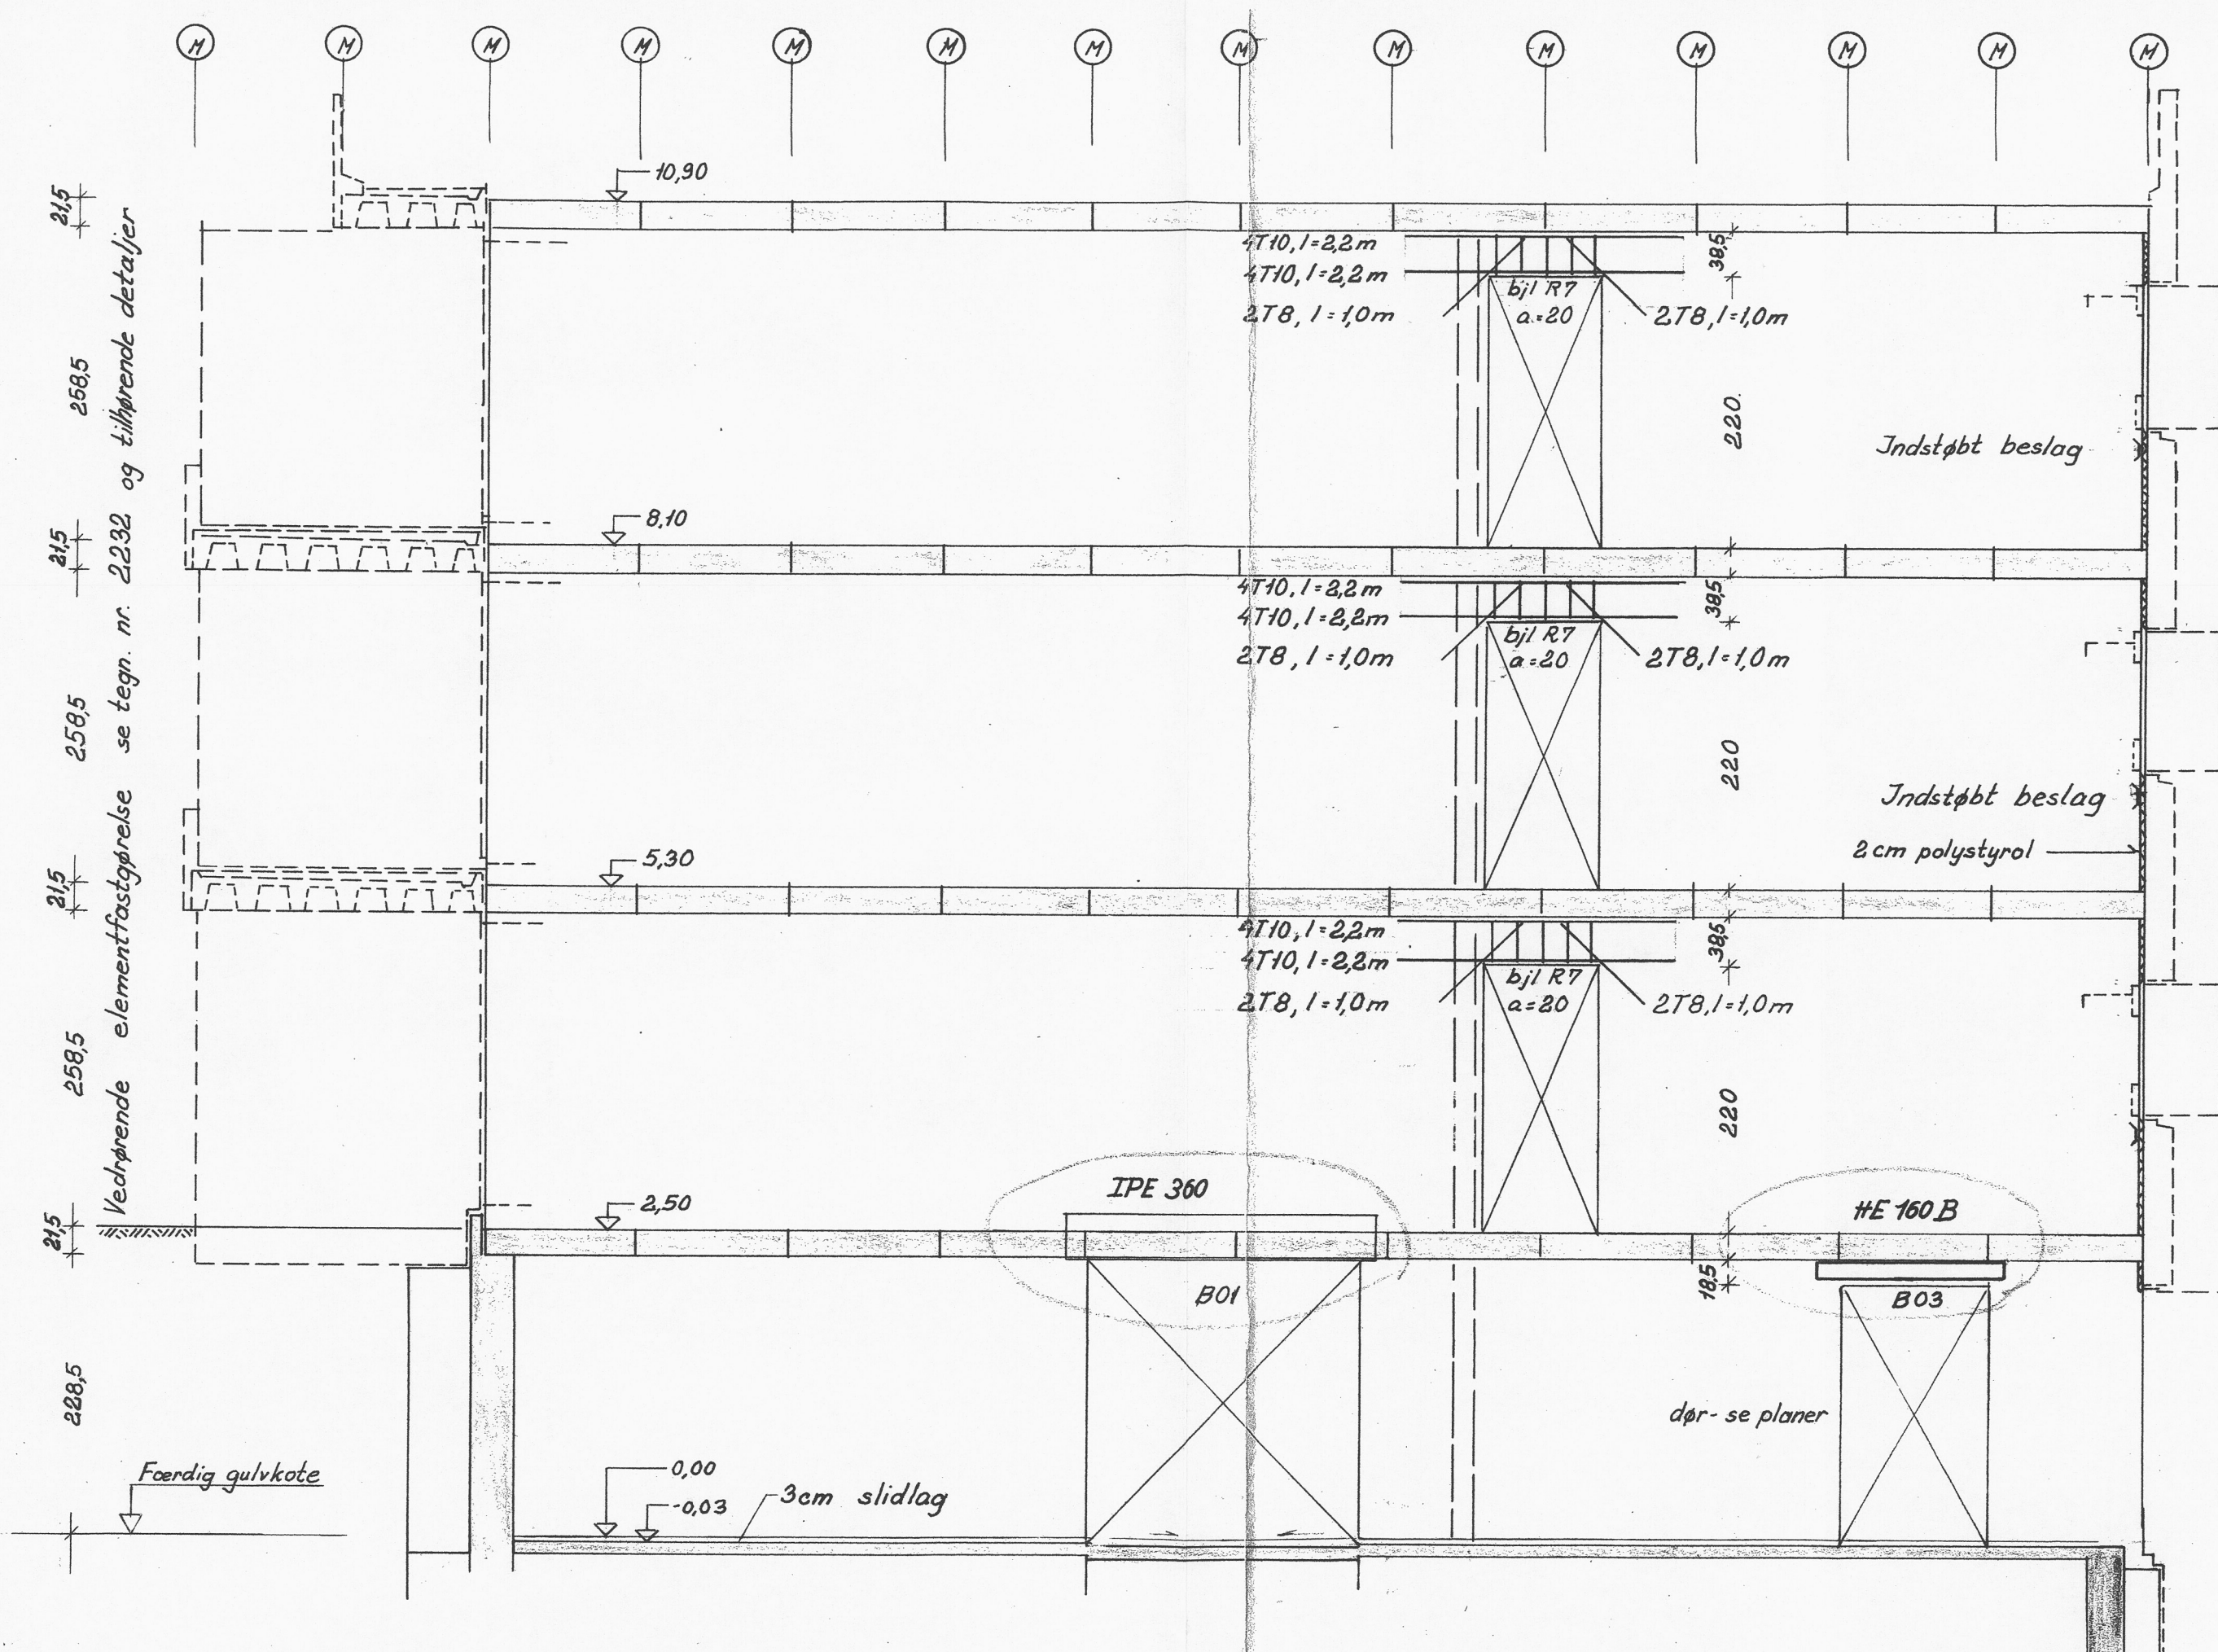 M M M M M M M M M M M M M M
10,90
21,5
4T10, l=2,2m
4T10, l=2,2m
2T8, l=1,0m
bjl R7
a=20
2T8, l=1,0m
38,5
258,5
220
Indstøbt beslag
Vedrørende elementfastgørelse se tegn. nr. 2232 og tilhørende detaljer
8,10
21,5
4T10, l=2,2m
4T10, l=2,2m
2T8, l=1,0m
bjl R7
a=20
2T8, l=1,0m
38,5
258,5
220
Indstøbt beslag
2cm polystyrol
5,30
21,5
4T10, l=2,2m
4T10, l=2,2m
2T8, l=1,0m
bjl R7
a=20
2T8, l=1,0m
38,5
258,5
220
IPE 360
HE 160 B
2,50
21,5
B01
18,5
B03
228,5
dør- se planer
Færdig gulvkote
0,00
-0,03
3cm slidlag